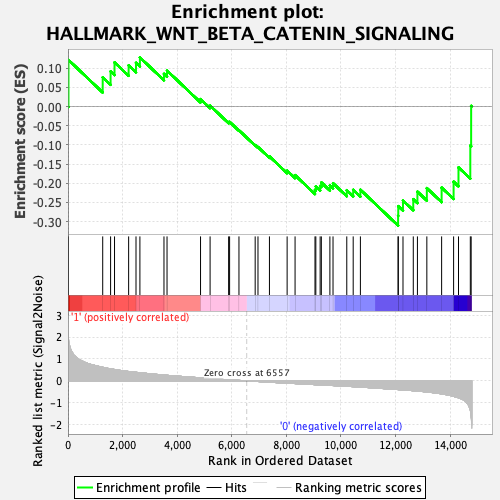 Enrichment plot:
HALLMARK_WNT_BETA_CATENIN_SIGNALING
Enrichment score (ES)
0.10
0.05
0.00
-0.05
-0.10
-0.15
-0.20
-0.25
-0.30
'1' (positively correlated)
Ranked list metric (Signal2Noise)
3
2
1
0
-1
-2
Zero cross at 6557
'0' (negatively correlated)
0
2,000
4,000
6,000
8,000
10,000
12,000
14,000
Rank in Ordered Dataset
Enrichment profile
Hits
Ranking metric scores